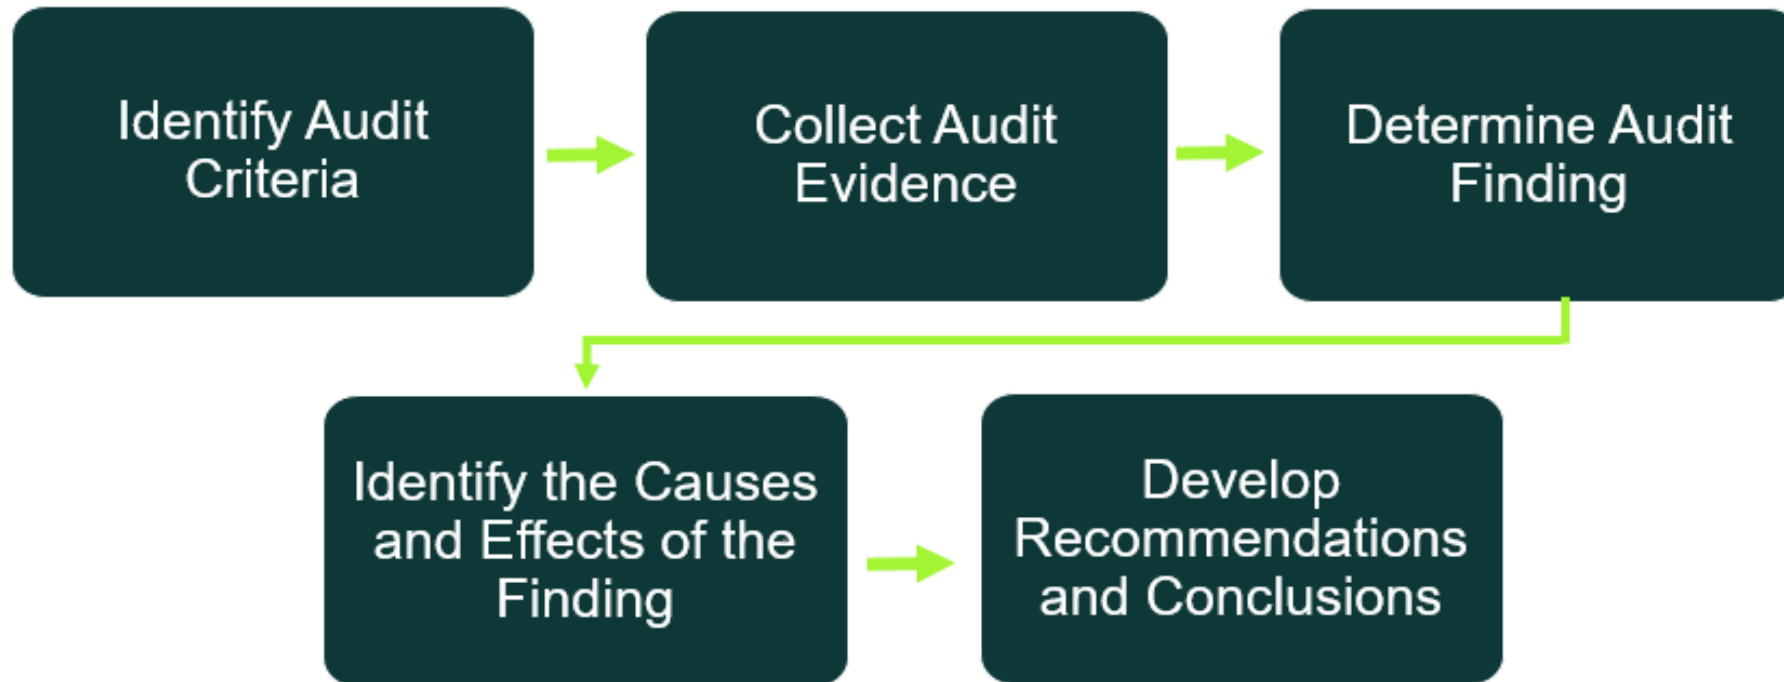 Identify Audit
Criteria
Collect Audit
Evidence
Determine Audit
Finding
Identify the Causes
and Effects of the
Finding
Develop
Recommendations
and Conclusions